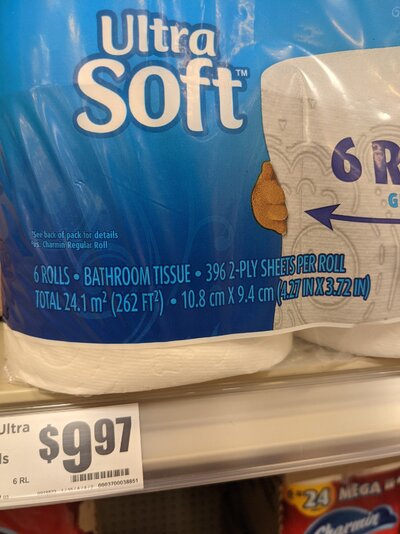 Ultra
Soft™
6 R
G
*See back of pack for details
*vs. Charmin Regular Roll
6 ROLLS • BATHROOM TISSUE • 396 2-PLY SHEETS PER ROLL
TOTAL 24.1 m² (262 FT²) • 10.8 cm X 9.4 cm (4.27 IN X 3.72 IN)
Ultra
ls
6 RL
$9.97
24 MEGA
Charmin